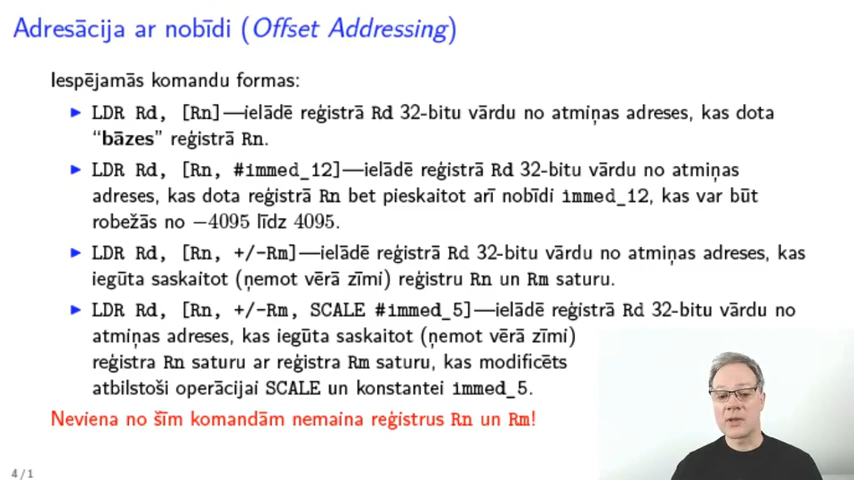 Adresācija ar nobīdi (Offset Addressing)
Iespējamās komandu formas:
▶ LDR Rd, [Rn]—ielādē reģistrā Rd 32-bitu vārdu no atmiņas adreses, kas dota
“bāzes” reģistrā Rn.
▶ LDR Rd, [Rn, #immed_12]—ielādē reģistrā Rd 32-bitu vārdu no atmiņas
adreses, kas dota reģistrā Rn bet pieskaitot arī nobīdi immed_12, kas var būt
robežās no −4095 līdz 4095.
▶ LDR Rd, [Rn, +/-Rm]—ielādē reģistrā Rd 32-bitu vārdu no atmiņas adreses, kas
iegūta saskaitot (ņemot vērā zīmi) reģistru Rn un Rm saturu.
▶ LDR Rd, [Rn, +/-Rm, SCALE #immed_5]—ielādē reģistrā Rd 32-bitu vārdu no
atmiņas adreses, kas iegūta saskaitot (ņemot vērā zīmi)
reģistra Rn saturu ar reģistra Rm saturu, kas modificēts
atbilstoši operācijai SCALE un konstantei immed_5.
Neviena no šīm komandām nemaina reģistrus Rn un Rm!
4 / 1